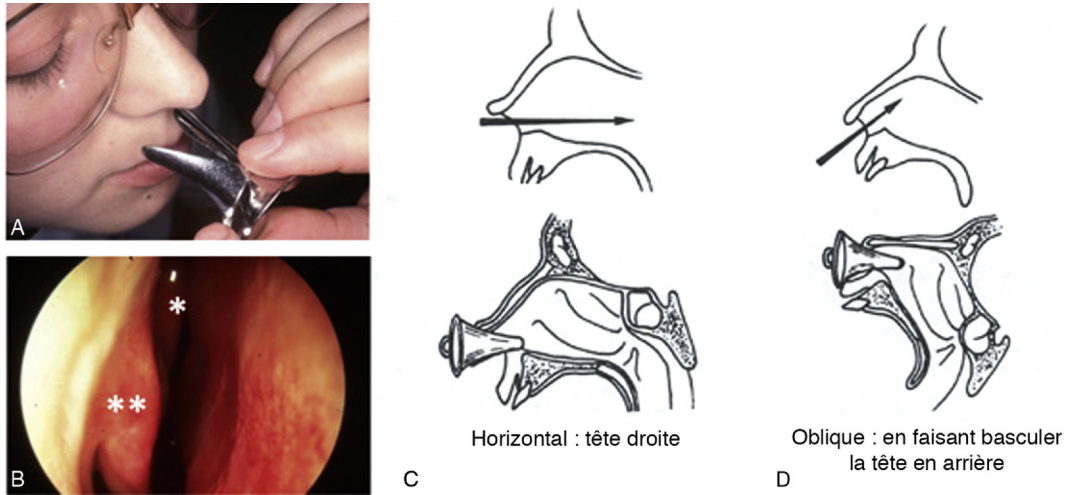 A
*
**
B
C
Horizontal : tête droite
D
Oblique : en faisant basculer
la tête en arrière